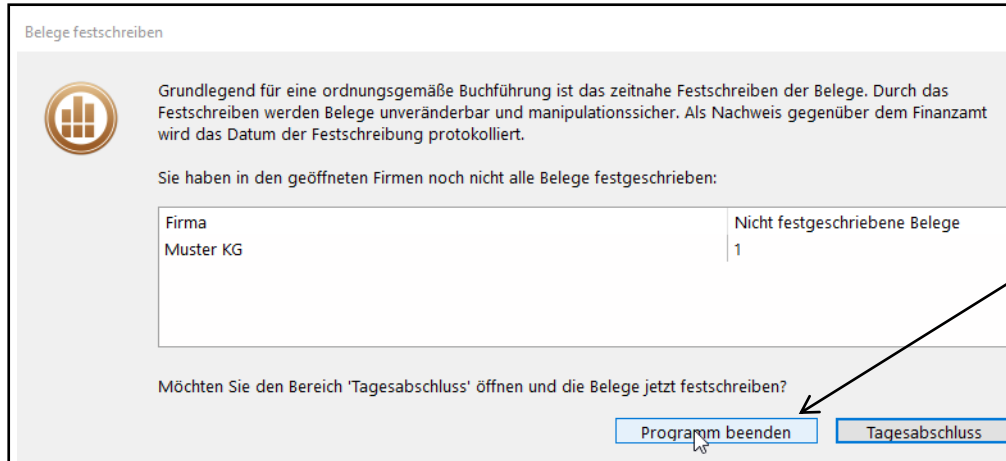 Belege festschreiben
Grundlegend für eine ordnungsgemäße Buchführung ist das zeitnahe Festschreiben der Belege. Durch das
Festschreiben werden Belege unveränderbar und manipulationssicher. Als Nachweis gegenüber dem Finanzamt
wird das Datum der Festschreibung protokolliert.
Sie haben in den geöffneten Firmen noch nicht alle Belege festgeschrieben:
Firma Nicht festgeschriebene Belege
Muster KG 1
Möchten Sie den Bereich 'Tagesabschluss' öffnen und die Belege jetzt festschreiben?
Programm beenden Tagesabschluss